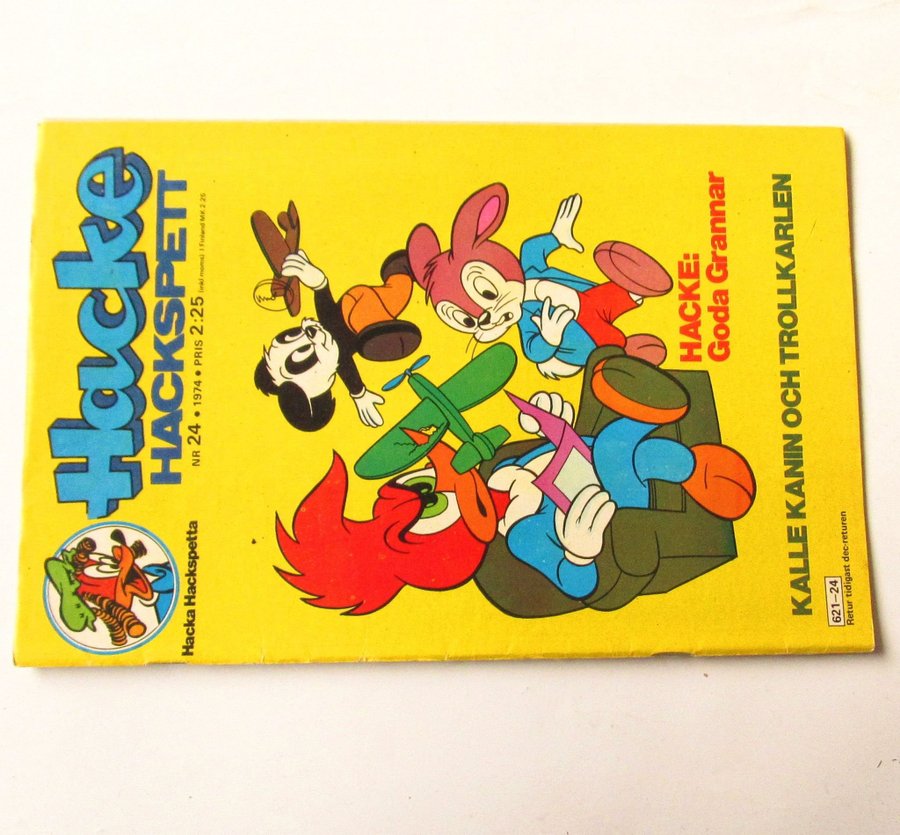 Hacke
HACKSPETT
NR 24 • 1974 • PRIS 2:25 (inkl moms) I Finland MK 2.26
Hacka Hackspetta
HACKE:
Goda Grannar
KALLE KANIN OCH TROLLKARLEN
621-24
Retur tidigast dec-returen